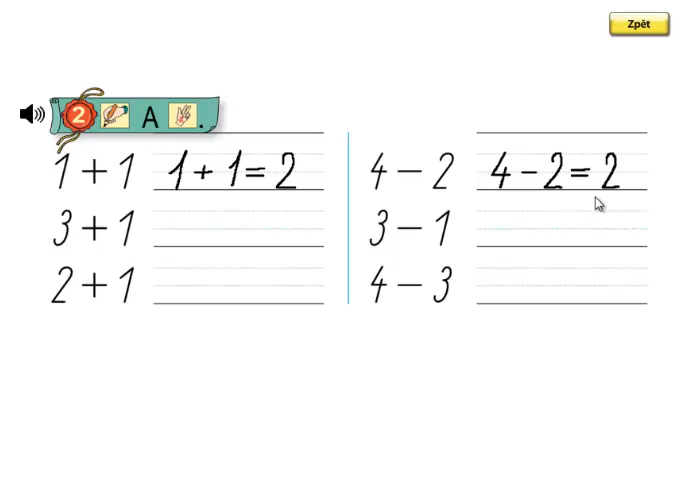 Zpět
2 A .
1 + 1 1 + 1 = 2
3 + 1
2 + 1
4 - 2 4 - 2 = 2
3 - 1
4 - 3